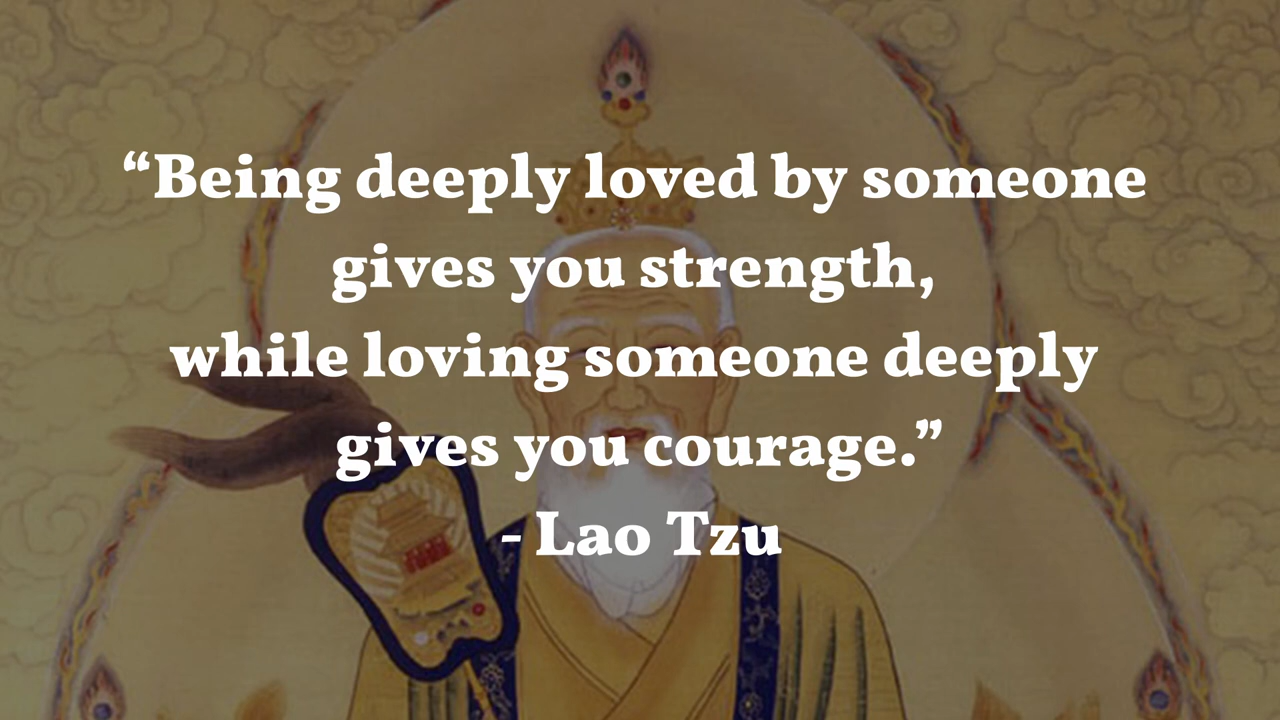 “Being deeply loved by someone
gives you strength,
while loving someone deeply
gives you courage.”
- Lao Tzu